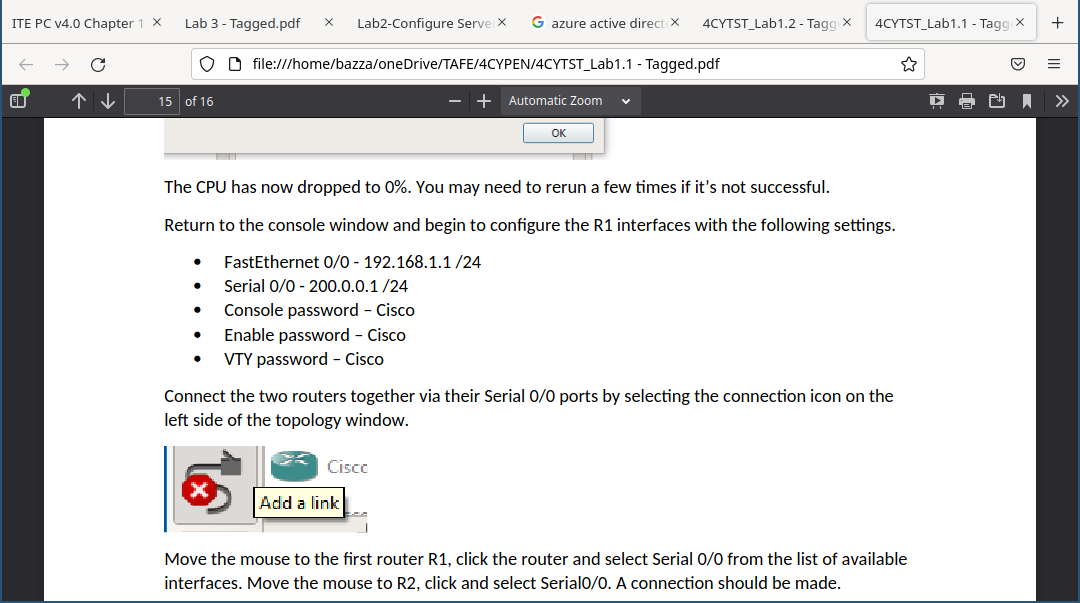 ITE PC v4.0 Chapter 1
Lab 3 - Tagged.pdf
Lab2-Configure Serve
azure active direct
4CYTST_Lab1.2 - Tagg
4CYTST_Lab1.1 - Tagg
file:///home/bazza/oneDrive/TAFE/4CYPEN/4CYTST_Lab1.1 - Tagged.pdf
15 of 16
Automatic Zoom
OK
The CPU has now dropped to 0%. You may need to rerun a few times if it’s not successful.
Return to the console window and begin to configure the R1 interfaces with the following settings.
• FastEthernet 0/0 - 192.168.1.1 /24
• Serial 0/0 - 200.0.0.1 /24
• Console password – Cisco
• Enable password – Cisco
• VTY password – Cisco
Connect the two routers together via their Serial 0/0 ports by selecting the connection icon on the
left side of the topology window.
Cisc
Add a link
Move the mouse to the first router R1, click the router and select Serial 0/0 from the list of available
interfaces. Move the mouse to R2, click and select Serial0/0. A connection should be made.